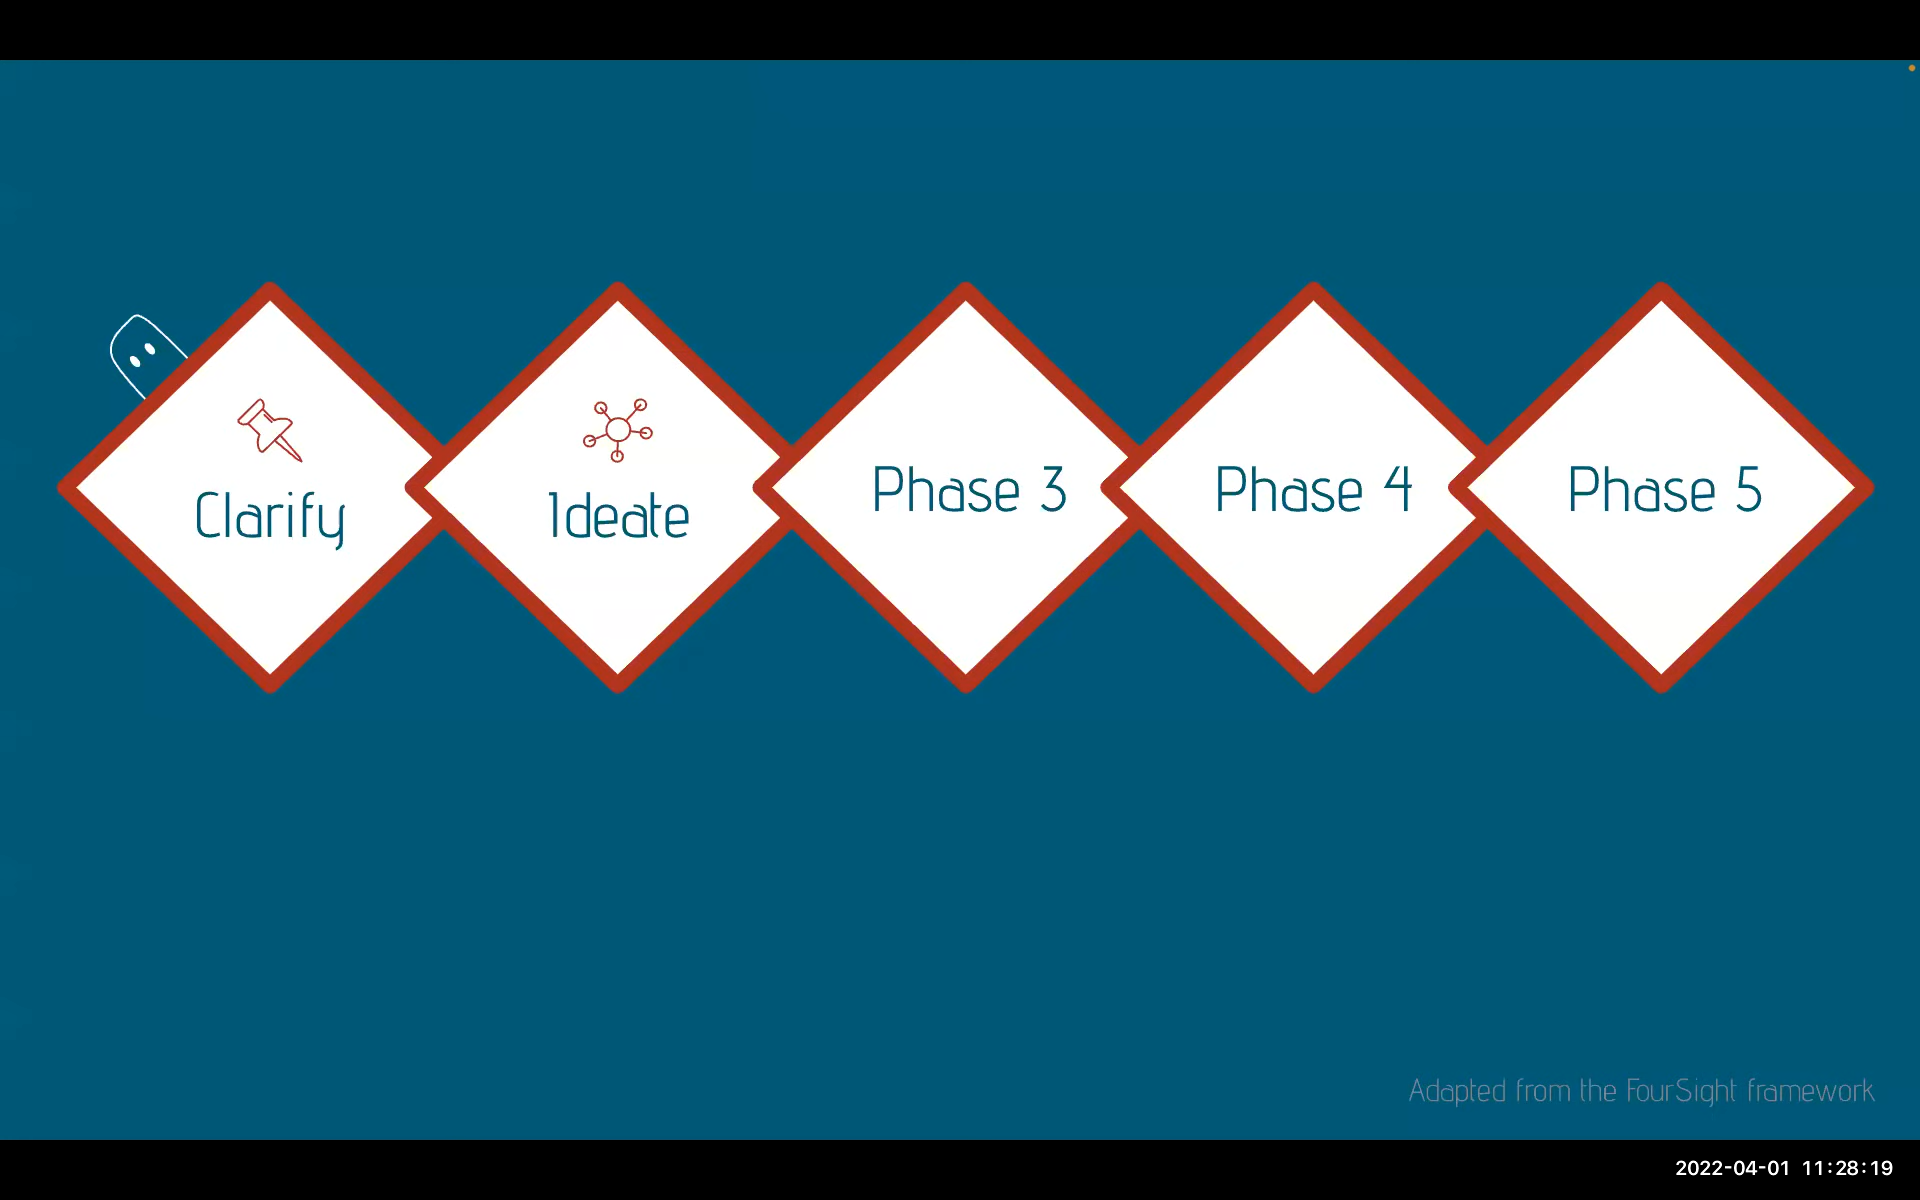 Clarify
Ideate
Phase 3
Phase 4
Phase 5
Adapted from the FourSight framework
2022-04-01 11:28:19